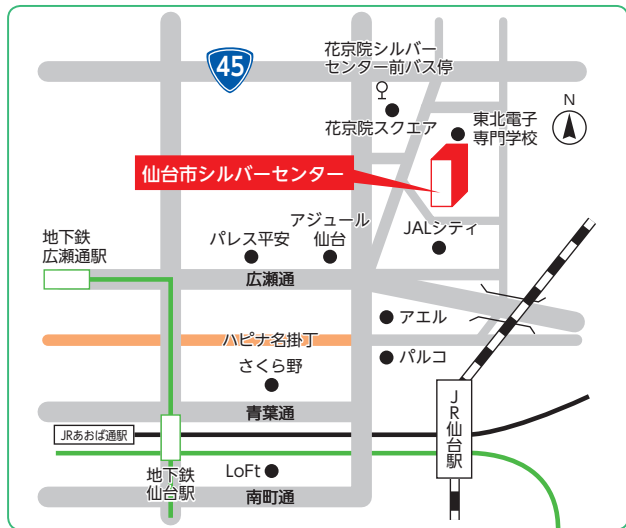 花京院シルバー
センター前バス停
45
花京院スクエア
東北電子
専門学校
N
仙台市シルバーセンター
アジュール
仙台
パレス平安
JALシティ
地下鉄
広瀬通駅
広瀬通
アエル
ハピナ名掛丁
パルコ
さくら野
青葉通
JRあおば通駅
JR仙台駅
地下鉄
仙台駅
LoFt
南町通